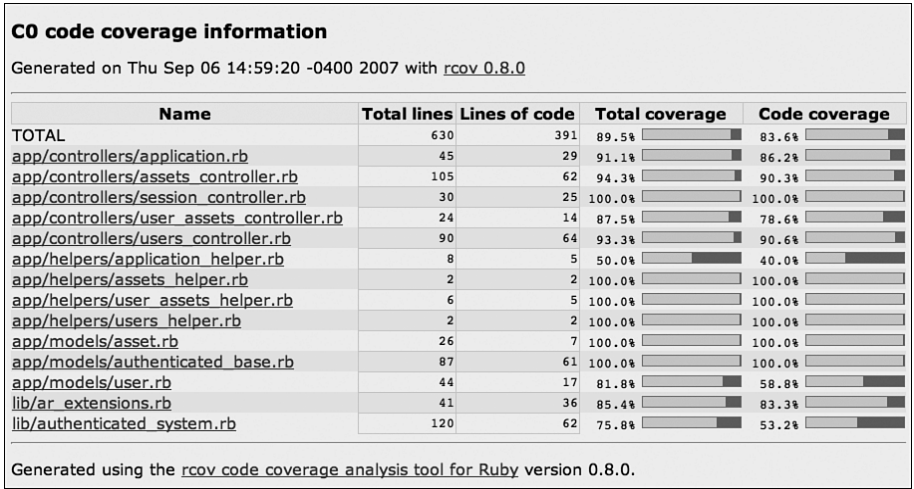 C0 code coverage information
Generated on Thu Sep 06 14:59:20 -0400 2007 with rcov 0.8.0
Name Total lines Lines of code Total coverage Code coverage
TOTAL 630 391 89.5% 83.6%
app/controllers/application.rb 45 29 91.1% 86.2%
app/controllers/assets_controller.rb 105 62 94.3% 90.3%
app/controllers/session_controller.rb 30 25 100.0% 100.0%
app/controllers/user_assets_controller.rb 24 14 87.5% 78.6%
app/controllers/users_controller.rb 90 64 93.3% 90.6%
app/helpers/application_helper.rb 8 5 50.0% 40.0%
app/helpers/assets_helper.rb 2 2 100.0% 100.0%
app/helpers/user_assets_helper.rb 6 5 100.0% 100.0%
app/helpers/users_helper.rb 2 2 100.0% 100.0%
app/models/asset.rb 26 7 100.0% 100.0%
app/models/authenticated_base.rb 87 61 100.0% 100.0%
app/models/user.rb 44 17 81.8% 58.8%
lib/ar_extensions.rb 41 36 85.4% 83.3%
lib/authenticated_system.rb 120 62 75.8% 53.2%
Generated using the rcov code coverage analysis tool for Ruby version 0.8.0.